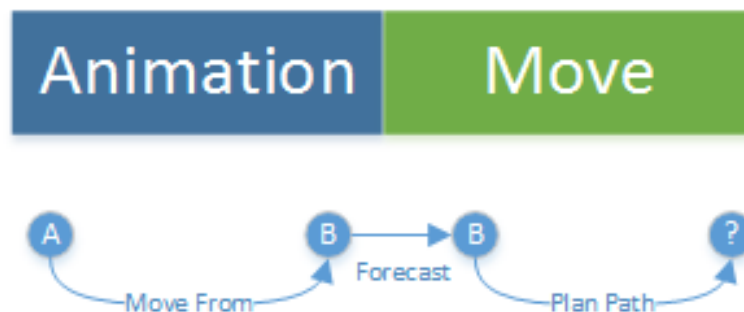 Animation Move
A B B ?
Forecast
Move From Plan Path